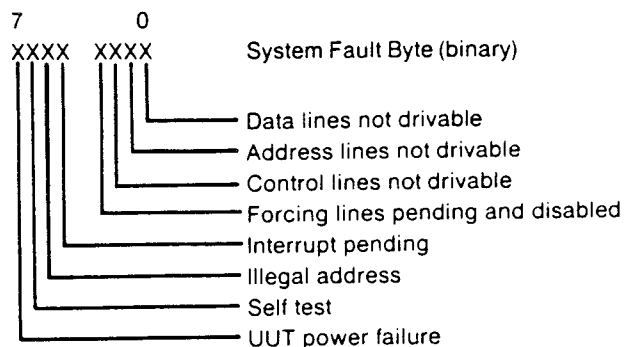 7 0
XXXX XXXX System Fault Byte (binary)
Data lines not drivable
Address lines not drivable
Control lines not drivable
Forcing lines pending and disabled
Interrupt pending
Illegal address
Self test
UUT power failure